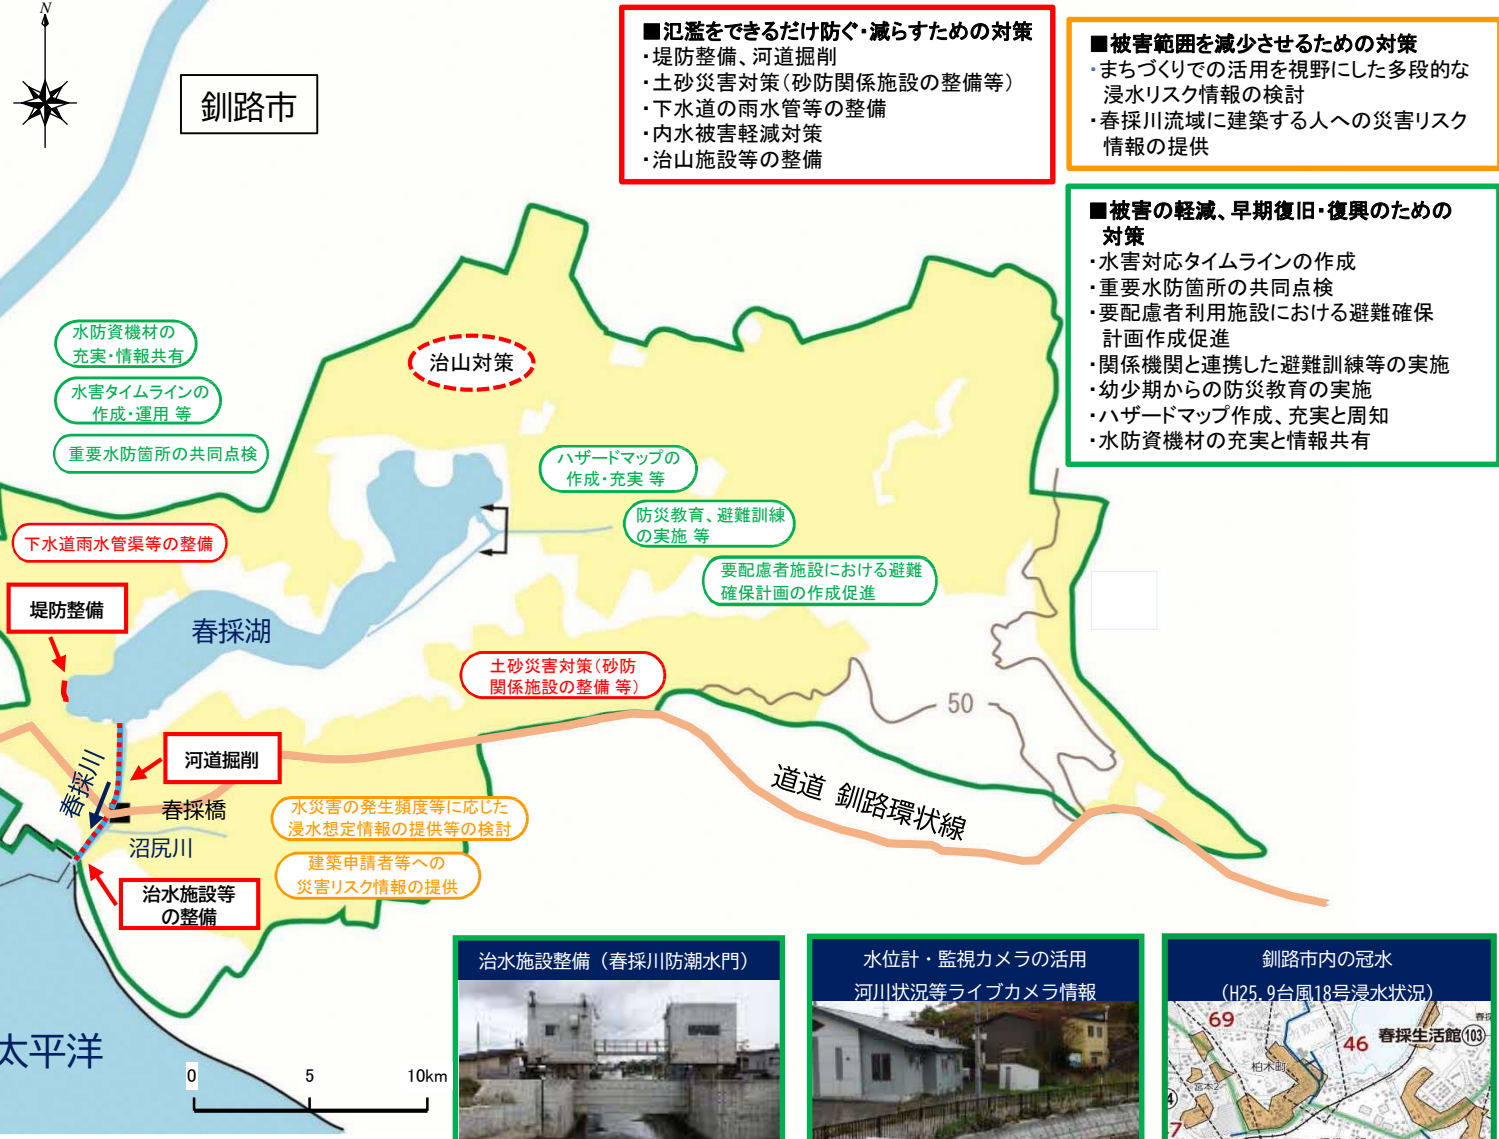 N
釧路市
■氾濫をできるだけ防ぐ･減らすための対策
･堤防整備、河道掘削
･土砂災害対策(砂防関係施設の整備等)
･下水道の雨水管等の整備
･内水被害軽減対策
･治山施設等の整備
■被害範囲を減少させるための対策
･まちづくりでの活用を視野にした多段的な
浸水リスク情報の検討
･春採川流域に建築する人への災害リスク
情報の提供
■被害の軽減、早期復旧･復興のための
対策
･水害対応タイムラインの作成
･重要水防箇所の共同点検
･要配慮者利用施設における避難確保
計画作成促進
･関係機関と連携した避難訓練等の実施
･幼少期からの防災教育の実施
･ハザードマップ作成、充実と周知
･水防資機材の充実と情報共有
水防資機材の
充実･情報共有
水害タイムラインの
作成･運用 等
重要水防箇所の共同点検
治山対策
ハザードマップの
作成･充実 等
防災教育、避難訓練
の実施 等
要配慮者施設における避難
確保計画の作成促進
下水道雨水管渠等の整備
堤防整備
春採湖
土砂災害対策(砂防
関係施設の整備 等)
50
河道掘削
春採川
春採橋
沼尻川
道道 釧路環状線
水災害の発生頻度等に応じた
浸水想定情報の提供等の検討
建築申請者等への
災害リスク情報の提供
治水施設等
の整備
太平洋
0 5 10km
治水施設整備（春採川防潮水門）
水位計・監視カメラの活用
河川状況等ライブカメラ情報
釧路市内の冠水
（H25.9台風18号浸水状況）
69
46
春採生活館
103
柏木町
7